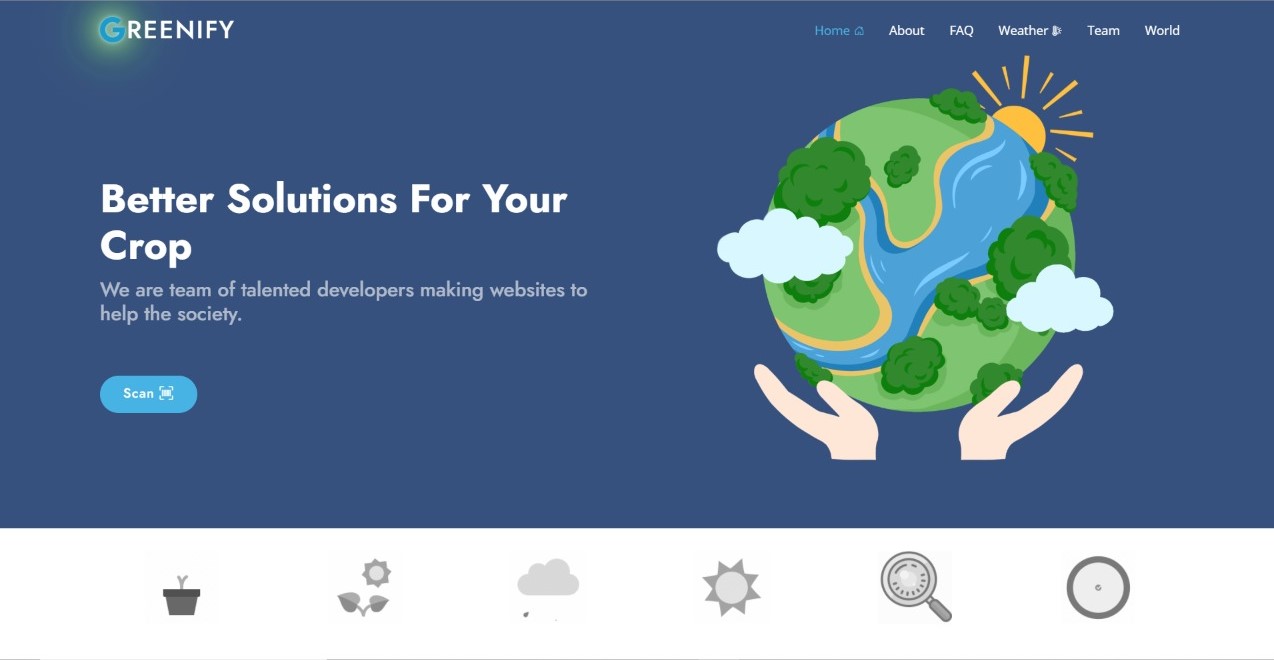 GREENIFY
Home
About
FAQ
Weather
Team
World
Better Solutions For Your
Crop
We are team of talented developers making websites to
help the society.
Scan